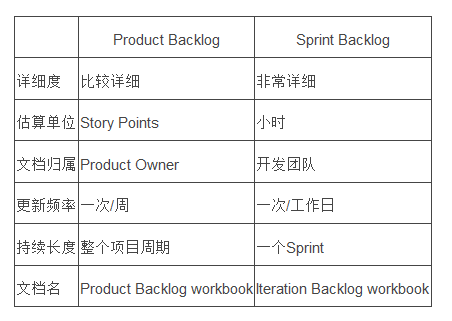 Product Backlog Sprint Backlog
详细度 比较详细 非常详细
估算单位 Story Points 小时
文档归属 Product Owner 开发团队
更新频率 一次/周 一次/工作日
持续长度 整个项目周期 一个Sprint
文档名 Product Backlog workbook Iteration Backlog workbook